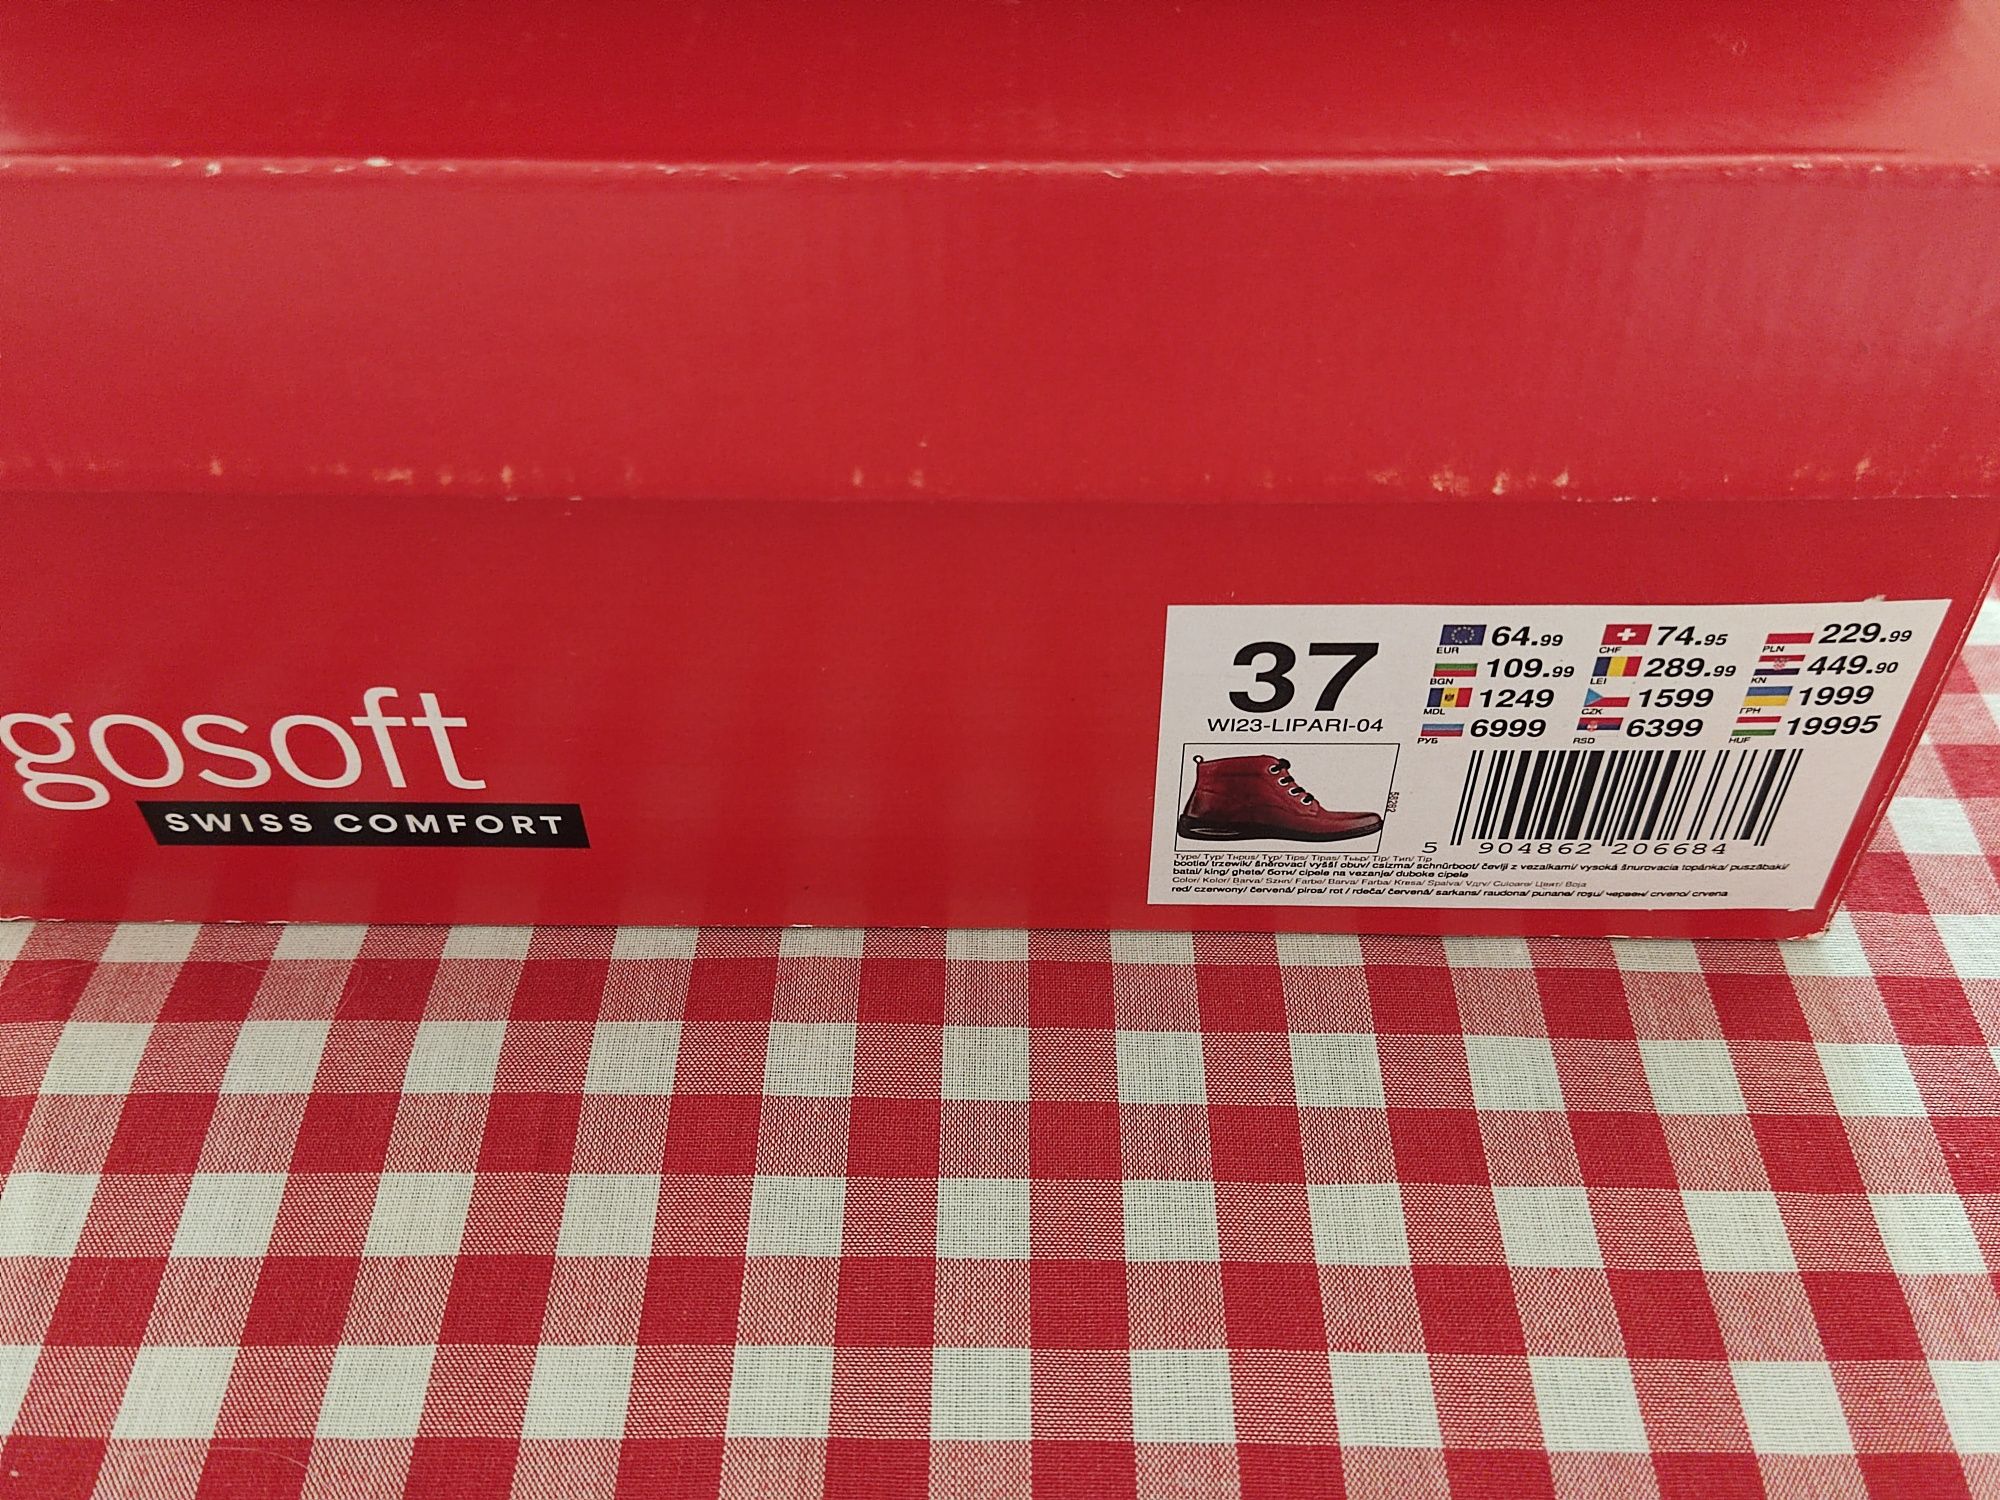 gosoft
SWISS COMFORT
37
WI23-LIPARI-04
EUR 64.99 CHF 74.95 PLN 229.99
BGN 109.99 LEI 289.99 KN 449.90
MDL 1249 CZK 1599 ГРН 1999
РУБ 6999 RSD 6399 HUF 19995
58282
5 904862 206684
Type/ Typ/ Típus/ Typ/ Tips/ Tipas/ Tüüp/ Tip/ Тип/ Tip
bootie/ trzewik/ šněrovací vyšší obuv/ csizma/ schnürboot/ čevlji z vezalkami/ vysoká šnurovacia topánka/ puszābaki/
batai/ king/ ghete/ боти/ cipele na vezanje/ duboke cipele
Color/ Kolor/ Barva/ Szín/ Farbe/ Barva/ Farba/ Krāsa/ Spalva/ Värv/ Culoare/ Цвят/ Boja
red/ czerwony/ červená/ piros/ rot / rdeča/ červená/ sarkans/ raudona/ punane/ roşu/ червен/ crveno/ crvena